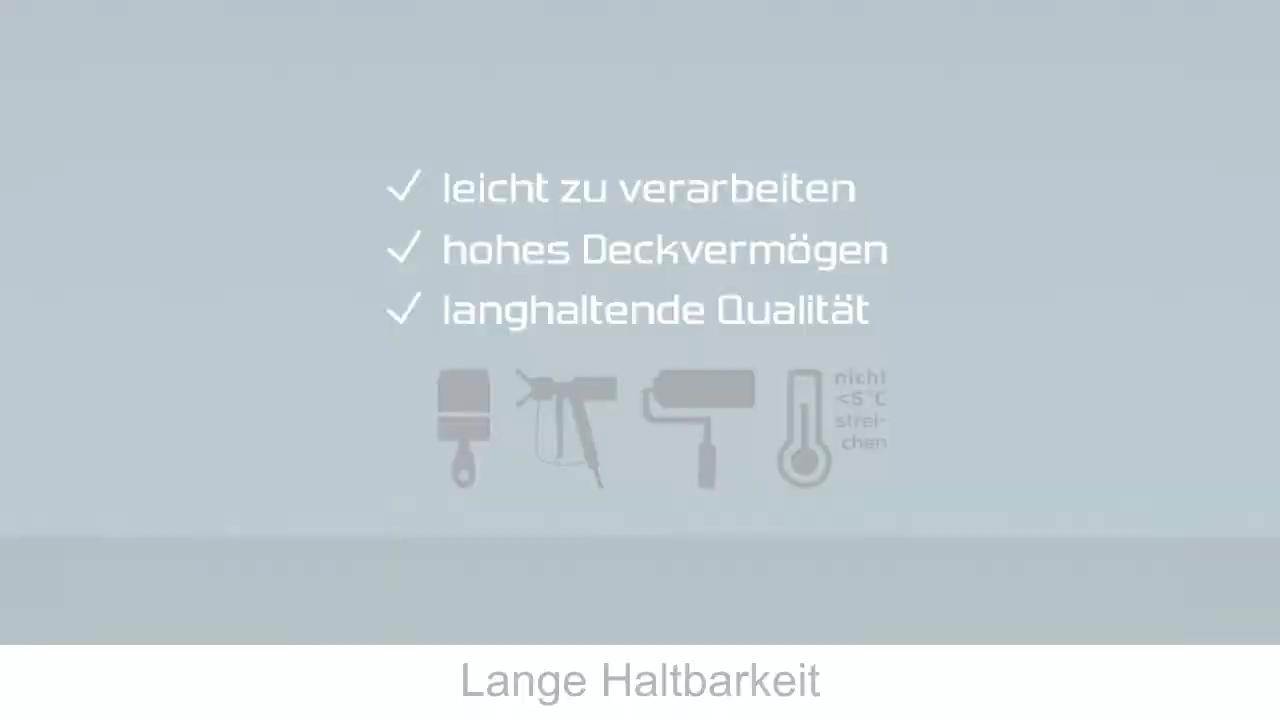 leicht zu verarbeiten
hohes Deckvermögen
langhaltende Qualität
nicht
<5°C
strei-
chen
Lange Haltbarkeit